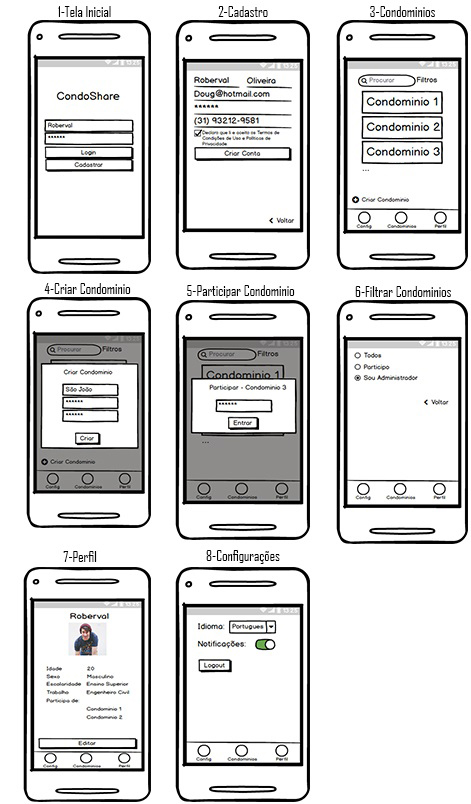 1-Tela Inicial
CondoShare
Roberval
******
Login
Cadastrar
2-Cadastro
Roberval Oliveira
Doug@hotmail.com
******
(31) 93212-9581
Declaro que li e aceito os Termos de
Condições de Uso e Políticas de
Privacidade
Criar Conta
Voltar
3-Condominios
Procurar Filtros
Condominio 1
Condominio 2
Condominio 3
...
Criar Condominio
Config Condominios Perfil
4-Criar Condominio
Procurar Filtros
Criar Condominio
São João
******
******
Criar
Criar Condominio
Config Condominios Perfil
5-Participar Condominio
Procurar Filtros
Condominio 1
Participar - Condominio 3
******
Entrar
...
Config Condominios Perfil
6-Filtrar Condominios
Todos
Participo
Sou Administrador
Voltar
Config Condominios Perfil
7-Perfil
Roberval
Idade 20
Sexo Masculino
Escolaridade Ensino Superior
Trabalho Engenheiro Civil
Participa de:
Condominio 1
Condominio 2
Editar
Config Condominios Perfil
8-Configurações
Idioma: Portugues
Notificações:
Logout
Config Condominios Perfil